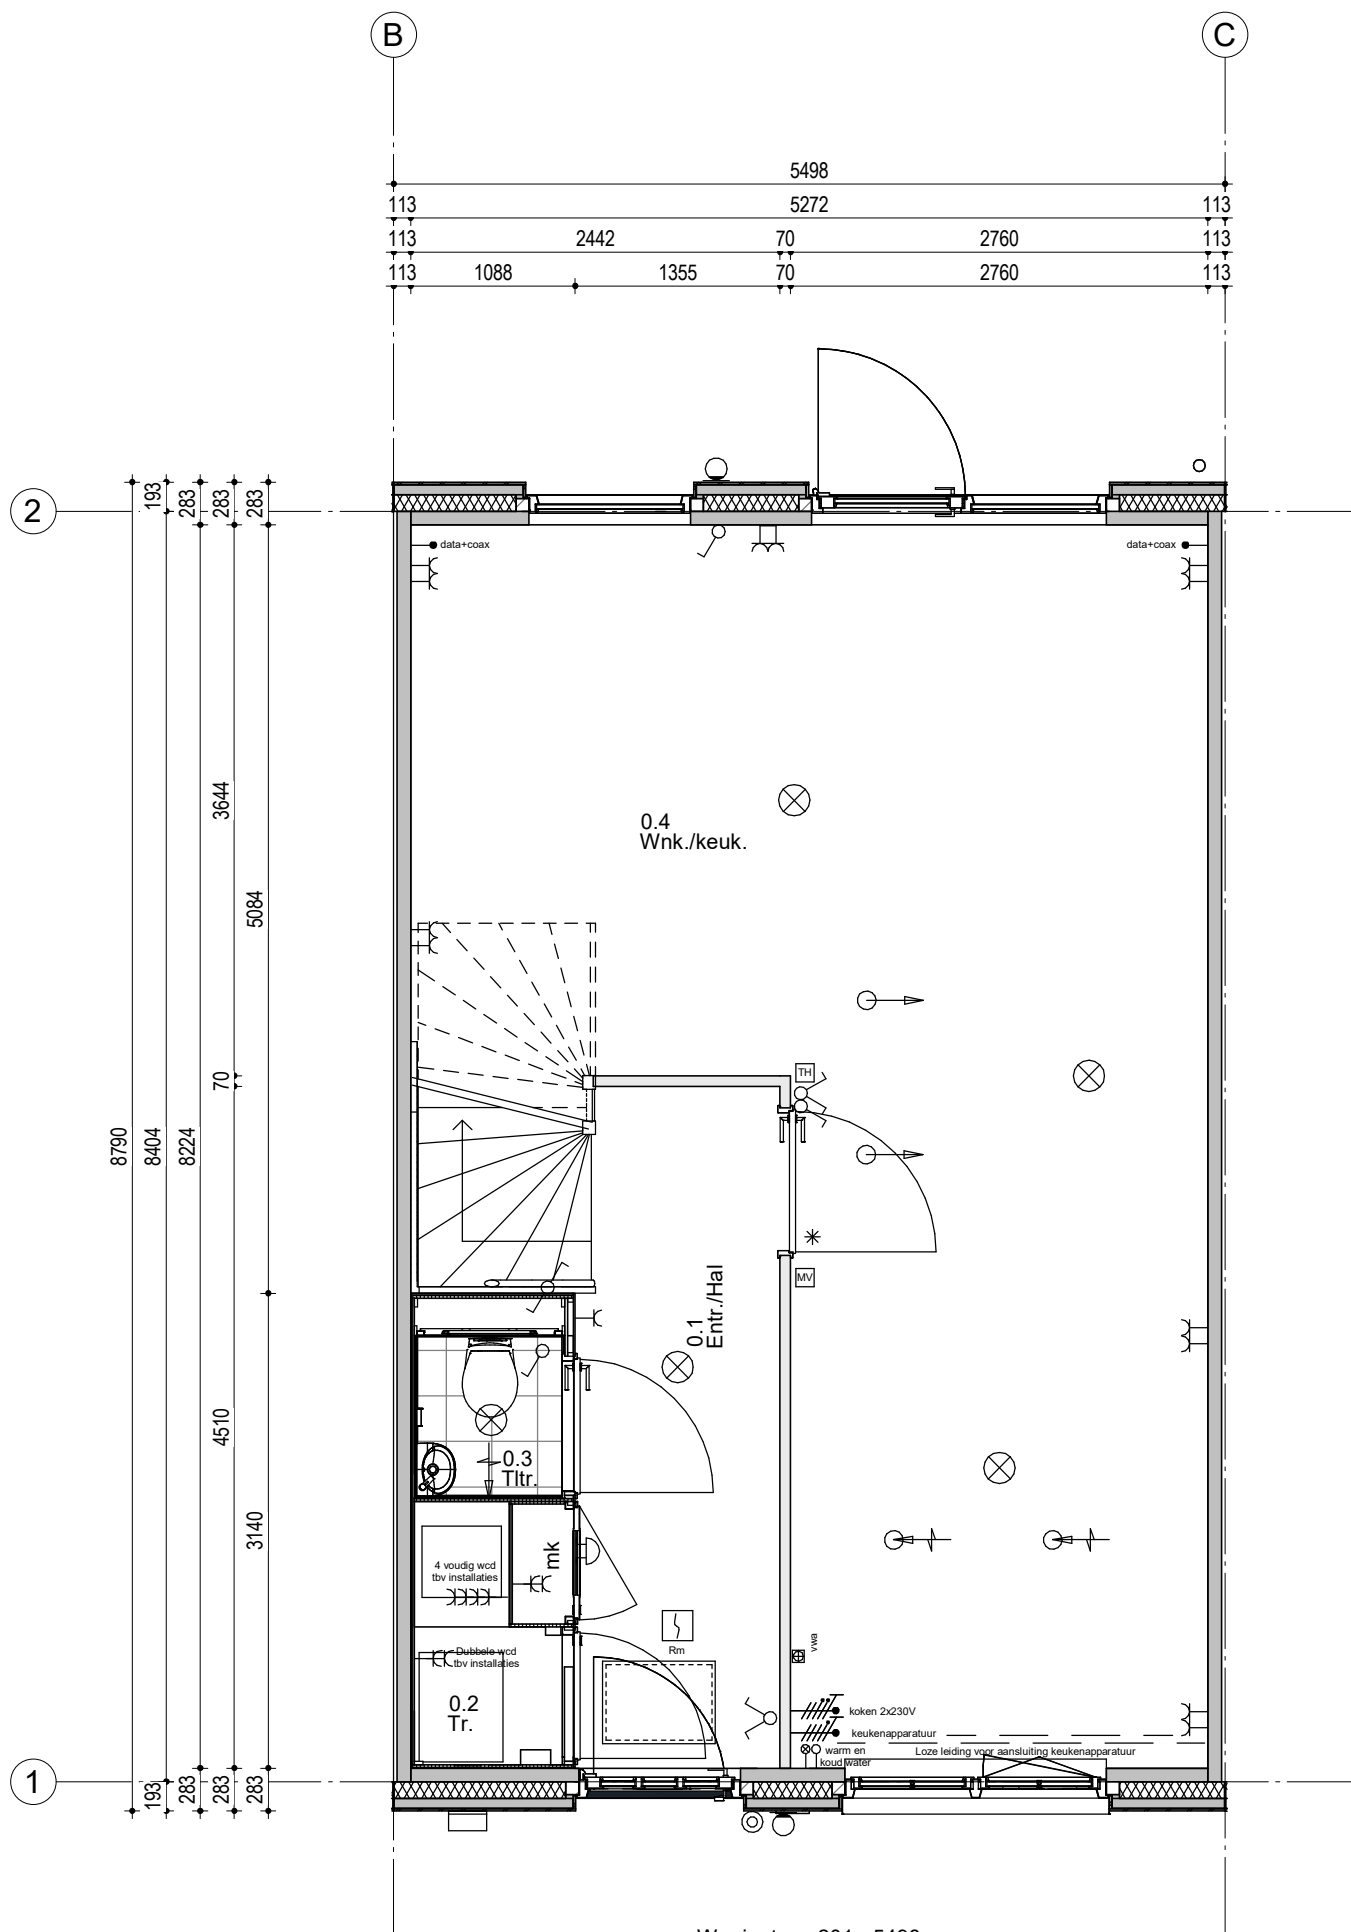 B
C
5498
113
5272
113
113
2442
70
2760
113
113
1088
1355
70
2760
113
2
193
283
283
283
data+coax
data+coax
3644
0.4
Wnk./keuk.
5084
70
TH
8790
8404
8224
MV
0.1
Entr./Hal
4510
0.3
Tltr.
3140
mk
4 voudig wcd
tbv installaties
Rm
vwa
Dubbele wcd
tbv installaties
0.2
Tr.
koken 2x230V
keukenapparatuur
warm en
koud water
Loze leiding voor aansluiting keukenapparatuur
1
193
283
283
283